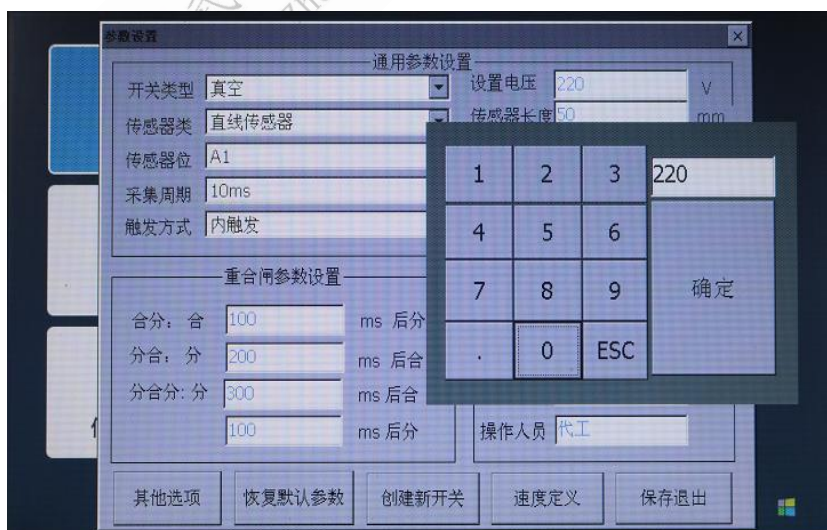 参数设置
通用参数设置
开关类型 真空
设置电压 220 V
传感器类 直线传感器
传感器长度 50 mm
传感器位 A1
采集周期 10ms
触发方式 内触发
1 2 3 220
4 5 6
7 8 9 确定
. 0 ESC
重合闸参数设置
合分：合 100 ms 后分
分合：分 200 ms 后合
分合分：分 300 ms 后合
100 ms 后分
操作人员 代工
其他选项 恢复默认参数 创建新开关 速度定义 保存退出